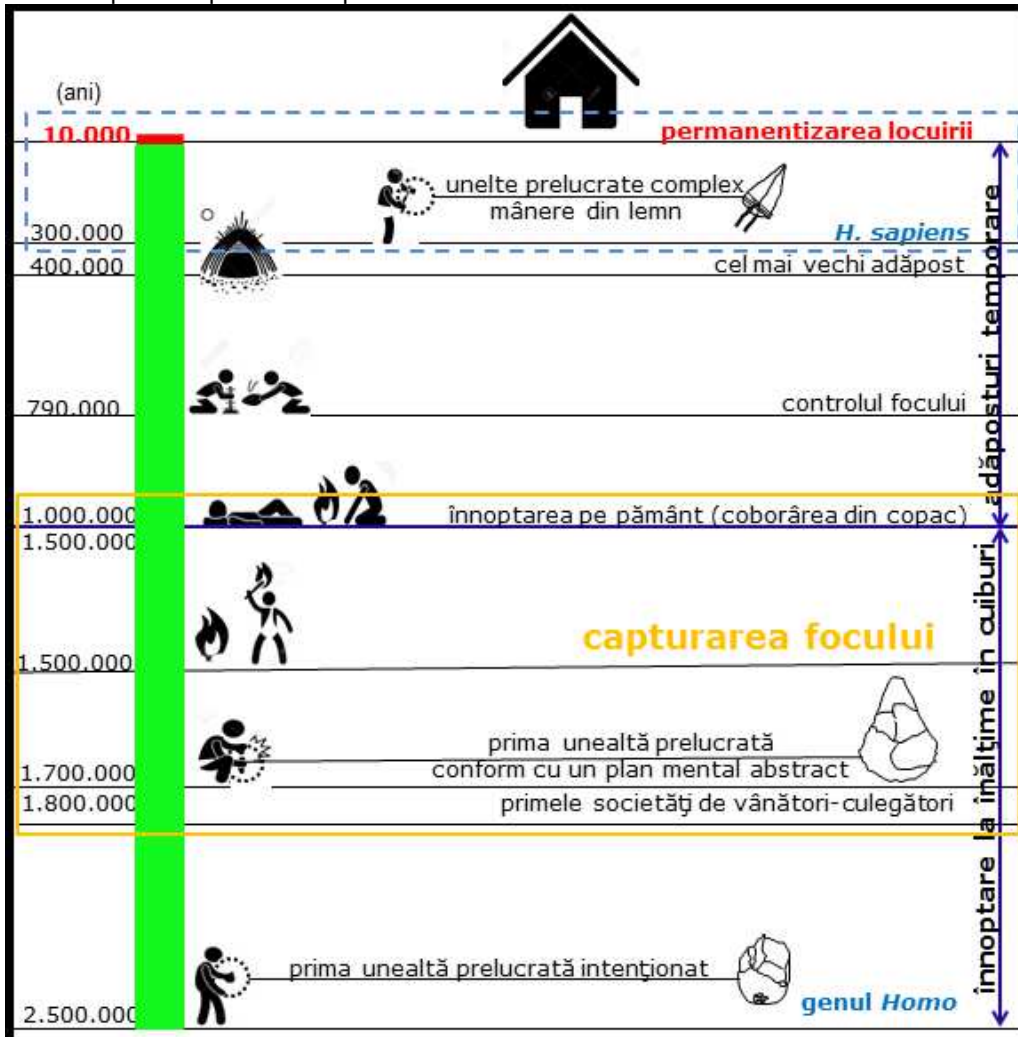 (ani)
10.000
permanentizarea locuirii
unelte prelucrate complex
mânere din lemn
300.000
H. sapiens
400.000
cel mai vechi adăpost
790.000
controlul focului
adăposturi temporare
1.000.000
înnoptarea pe pământ (coborârea din copac)
1.500.000
capturarea focului
1.500.000
prima unealtă prelucrată
conform cu un plan mental abstract
1.700.000
1.800.000
primele societăţi de vânători-culegători
înnoptare la înălţime în cuiburi
prima unealtă prelucrată intenţionat
genul Homo
2.500.000